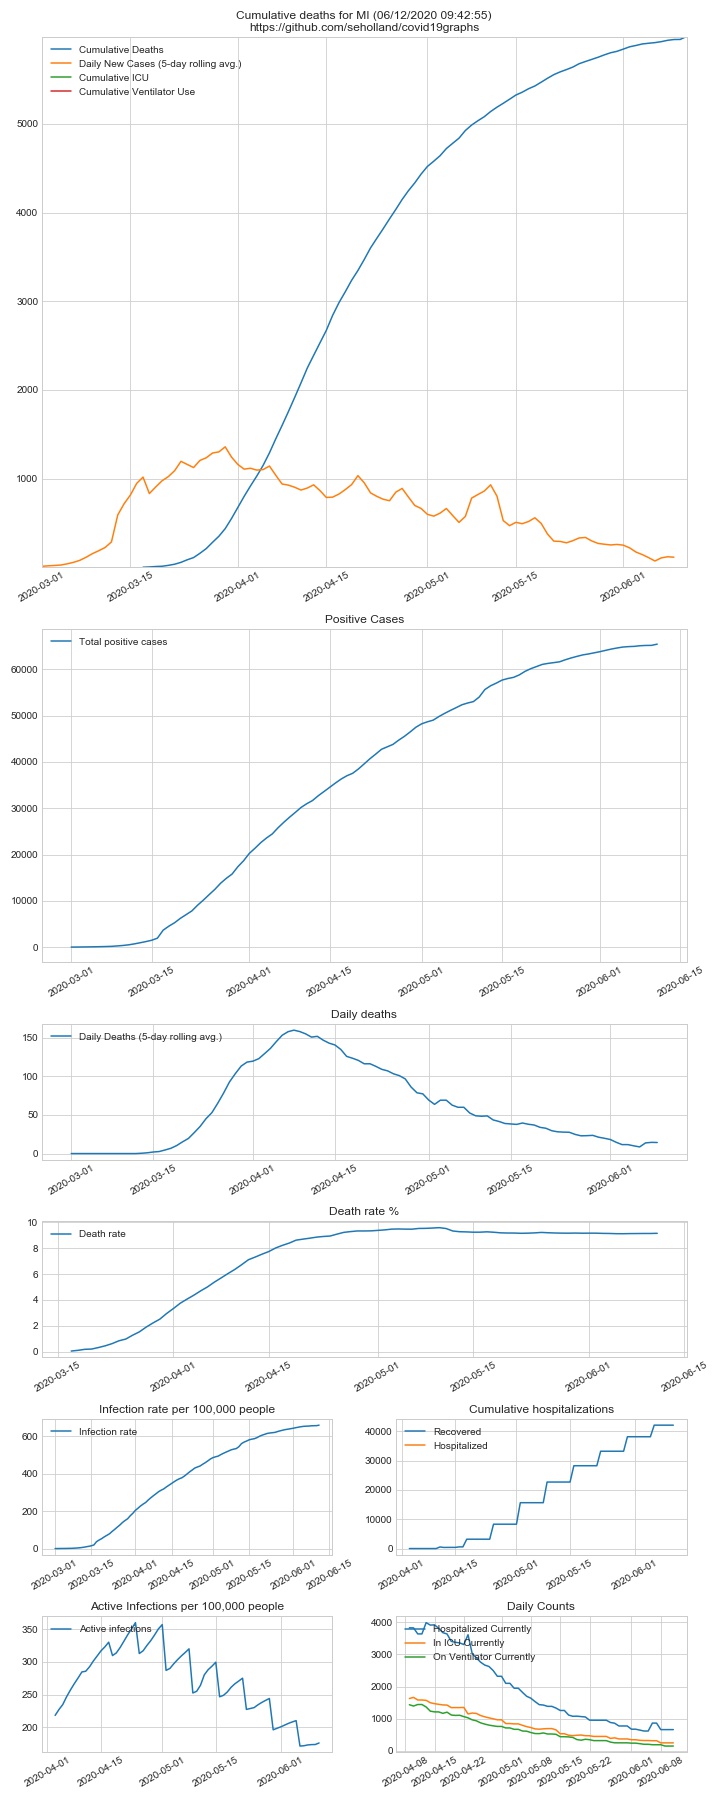 Cumulative deaths for MI (06/12/2020 09:42:55)
https://github.com/seholland/covid19graphs
Cumulative Deaths
Daily New Cases (5-day rolling avg.)
Cumulative ICU
Cumulative Ventilator Use
5000
4000
3000
2000
1000
2020-03-01 2020-03-15 2020-04-01 2020-04-15 2020-05-01 2020-05-15 2020-06-01
Positive Cases
Total positive cases
60000
50000
40000
30000
20000
10000
0
2020-03-01 2020-03-15 2020-04-01 2020-04-15 2020-05-01 2020-05-15 2020-06-01 2020-06-15
Daily deaths
Daily Deaths (5-day rolling avg.)
150
100
50
0
2020-03-01 2020-03-15 2020-04-01 2020-04-15 2020-05-01 2020-05-15 2020-06-01
Death rate %
Death rate
10
8
6
4
2
0
2020-03-15 2020-04-01 2020-04-15 2020-05-01 2020-05-15 2020-06-01 2020-06-15
Infection rate per 100,000 people
Infection rate
600
400
200
0
2020-03-01 2020-03-15 2020-04-01 2020-04-15 2020-05-01 2020-05-15 2020-06-01 2020-06-15
Cumulative hospitalizations
Recovered
Hospitalized
40000
30000
20000
10000
0
2020-04-01 2020-04-15 2020-05-01 2020-05-15 2020-06-01
Active Infections per 100,000 people
Active infections
350
300
250
200
2020-04-01 2020-04-15 2020-05-01 2020-05-15 2020-06-01
Daily Counts
Hospitalized Currently
In ICU Currently
On Ventilator Currently
4000
3000
2000
1000
0
2020-04-08 2020-04-15 2020-04-22 2020-05-01 2020-05-08 2020-05-15 2020-05-22 2020-06-01 2020-06-08